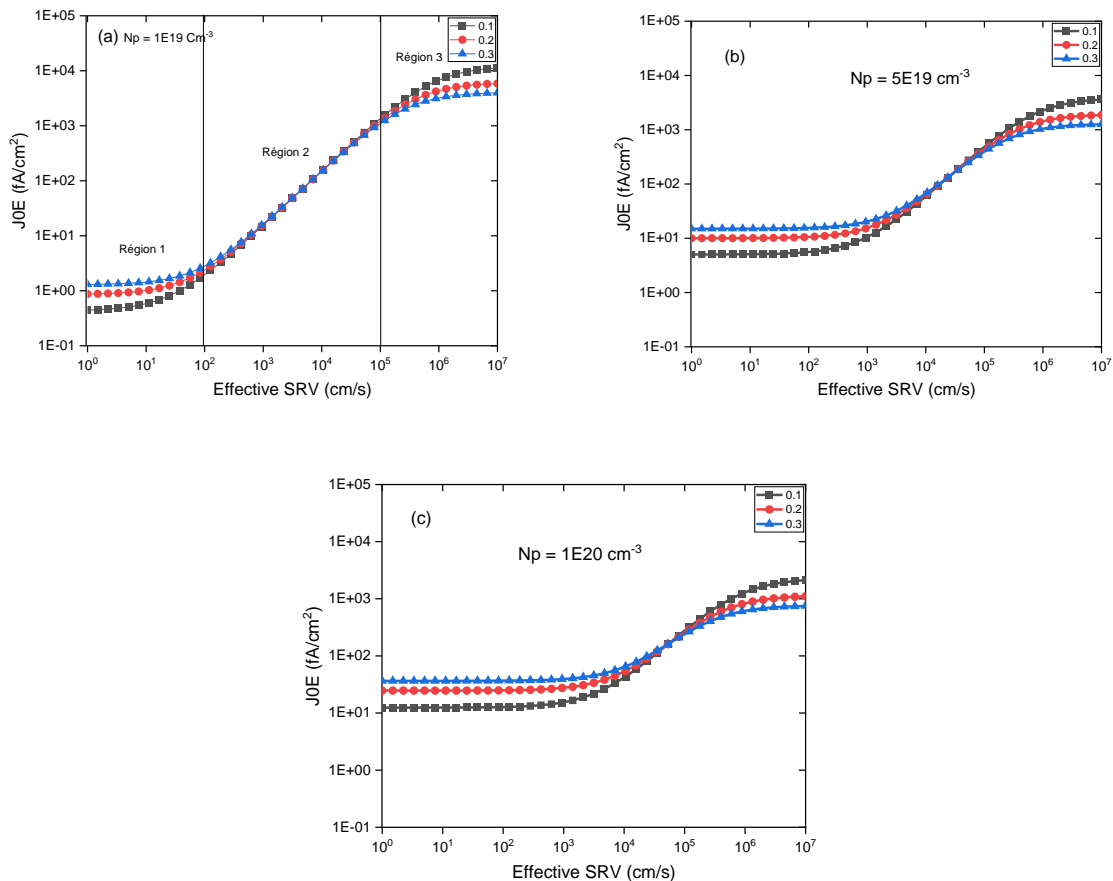 (a) Np = 1E19 Cm-3
0.1
0.2
0.3
Région 1
Région 2
Région 3
1E+05
1E+04
1E+03
1E+02
1E+01
1E+00
1E-01
J0E (fA/cm2)
10^0 10^1 10^2 10^3 10^4 10^5 10^6 10^7
Effective SRV (cm/s)
(b)
Np = 5E19 cm-3
0.1
0.2
0.3
1E+05
1E+04
1E+03
1E+02
1E+01
1E+00
1E-01
J0E (fA/cm2)
10^0 10^1 10^2 10^3 10^4 10^5 10^6 10^7
Effective SRV (cm/s)
(c)
Np = 1E20 cm-3
0.1
0.2
0.3
1E+05
1E+04
1E+03
1E+02
1E+01
1E+00
1E-01
J0E (fA/cm2)
10^0 10^1 10^2 10^3 10^4 10^5 10^6 10^7
Effective SRV (cm/s)